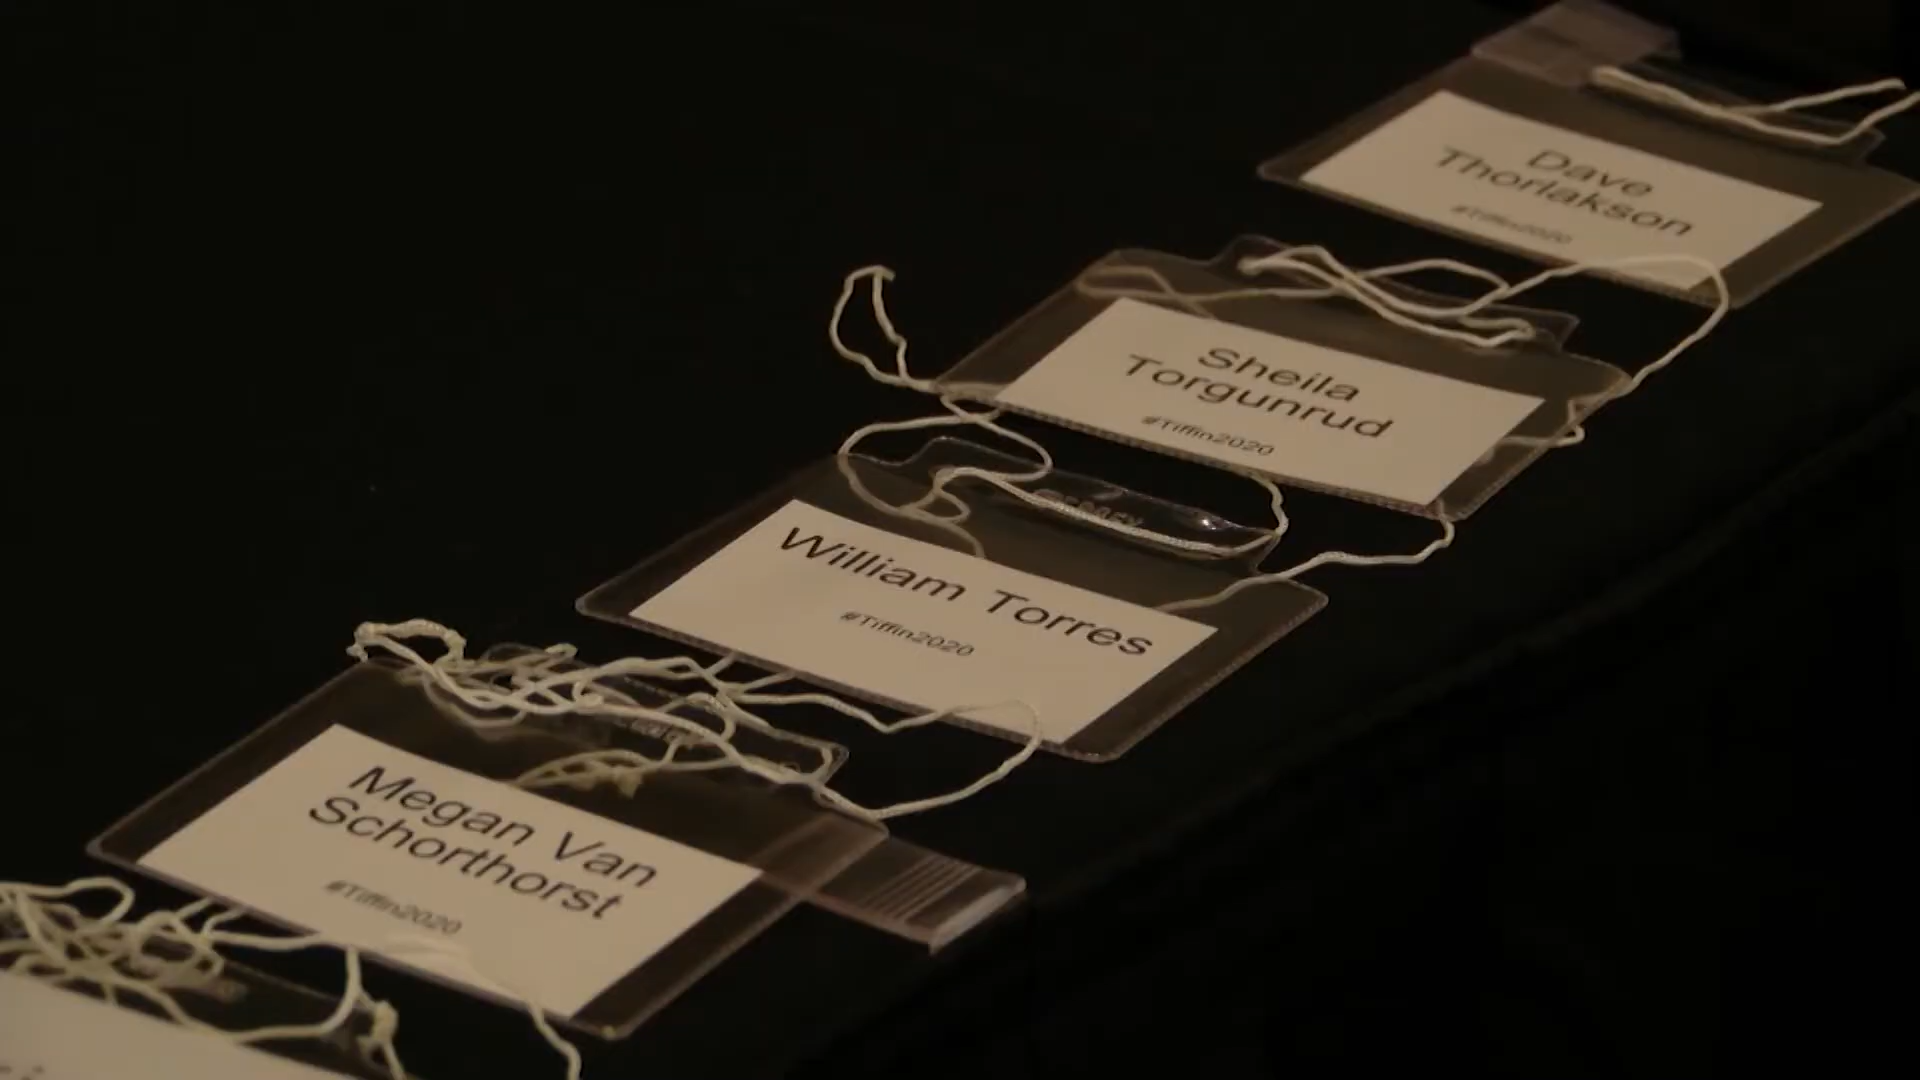 Dave
Thorlakson
#Tiffin2020
Sheila
Torgunrud
#Tiffin2020
William Torres
#Tiffin2020
Megan Van
Schorthorst
#Tiffin2020